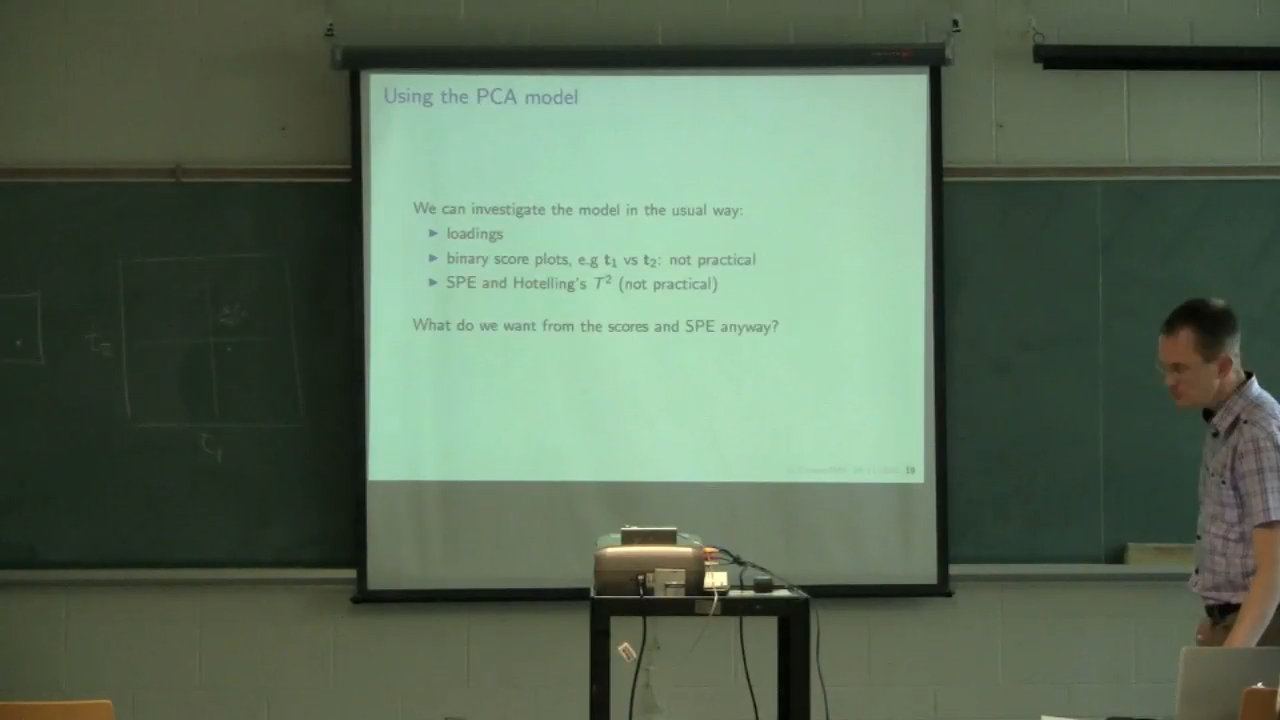 Using the PCA model
We can investigate the model in the usual way:
► loadings
► binary score plots, e.g t₁ vs t₂: not practical
► SPE and Hotelling's T² (not practical)
What do we want from the scores and SPE anyway?
19
t₂
t₁